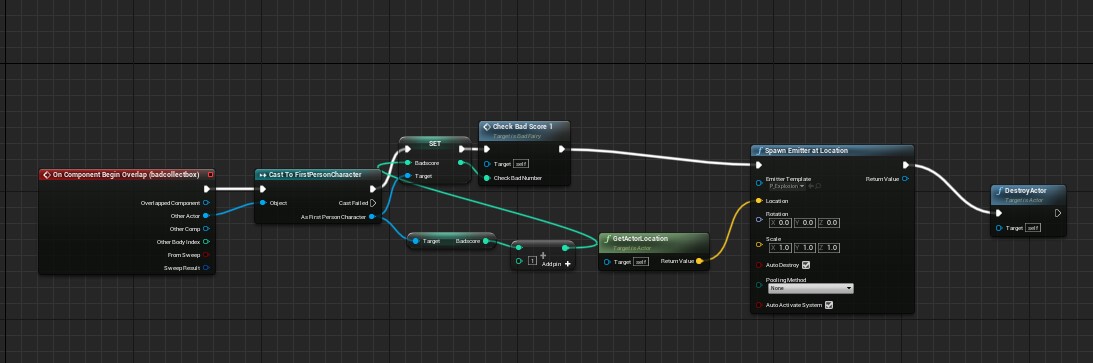 On Component Begin Overlap (badcollectbox)
Overlapped Component
Other Actor
Other Comp
Other Body Index
From Sweep
Sweep Result
Cast To FirstPersonCharacter
Object
Cast Failed
As First Person Character
SET
Badscore
Target
Check Bad Score 1
Target is Bad Fairy
Target self
Check Bad Number
Target Badscore
1
Add pin +
GetActorLocation
Target is Actor
Target self Return Value
Spawn Emitter at Location
Emitter Template Return Value
P_Explosion
Location
Rotation
X 0.0 Y 0.0 Z 0.0
Scale
X 1.0 Y 1.0 Z 1.0
Auto Destroy
Pooling Method
None
Auto Activate System
DestroyActor
Target is Actor
Target self